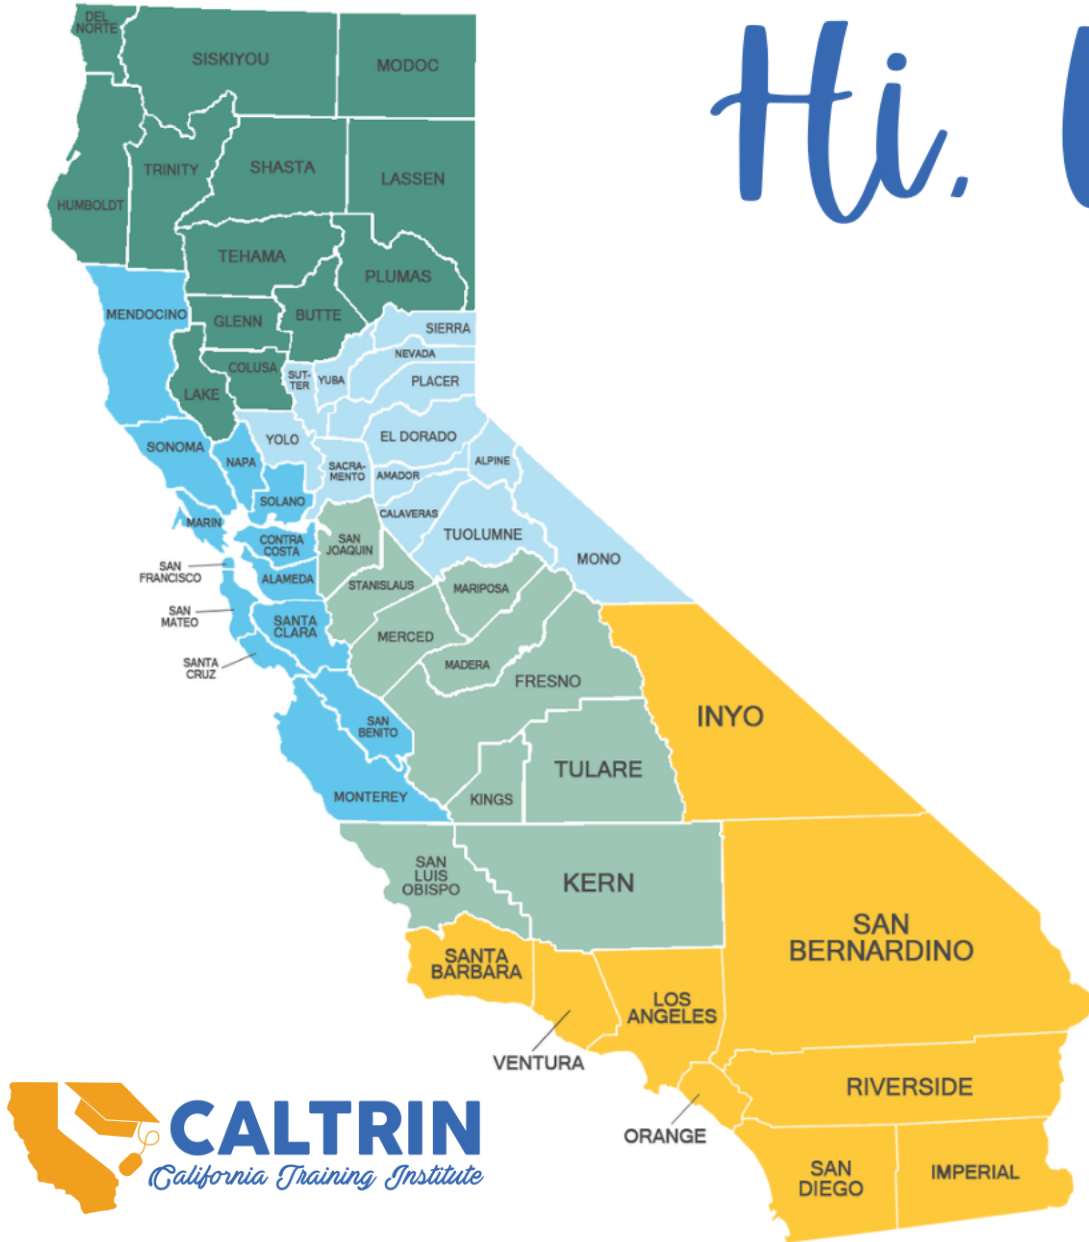 DEL
NORTE
SISKIYOU
MODOC
Hi,
TRINITY
SHASTA
LASSEN
HUMBOLDT
TEHAMA
PLUMAS
MENDOCINO
GLENN
BUTTE
SIERRA
NEVADA
COLUSA
SUT-
TER
YUBA
PLACER
LAKE
SONOMA
YOLO
EL DORADO
NAPA
SACRA-
MENTO
AMADOR
ALPINE
SOLANO
MARIN
CALAVERAS
CONTRA
COSTA
SAN
JOAQUIN
TUOLUMNE
MONO
SAN
FRANCISCO
ALAMEDA
STANISLAUS
MARIPOSA
SAN
MATEO
SANTA
CLARA
MERCED
SANTA
CRUZ
MADERA
FRESNO
SAN
BENITO
INYO
TULARE
MONTEREY
KINGS
SAN
LUIS
OBISPO
KERN
SAN
BERNARDINO
SANTA
BARBARA
LOS
ANGELES
VENTURA
RIVERSIDE
ORANGE
SAN
DIEGO
IMPERIAL
CALTRIN
California Training Institute